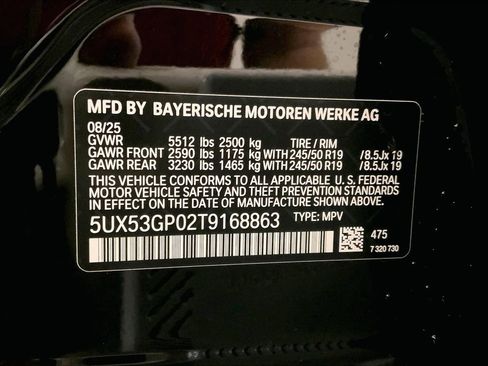 MFD BY BAYERISCHE MOTOREN WERKE AG
08/25
GVWR 5512 lbs 2500 kg TIRE / RIM
GAWR FRONT 2590 lbs 1175 kg WITH 245/50 R19 /8.5Jx 19
GAWR REAR 3230 lbs 1465 kg WITH 245/50 R19 /8.5Jx 19
THIS VEHICLE CONFORMS TO ALL APPLICABLE U.S. FEDERAL
MOTOR VEHICLE SAFETY AND THEFT PREVENTION STANDARDS
IN EFFECT ON THE DATE OF MANUFACTURE SHOWN ABOVE.
5UX53GP02T9168863 TYPE: MPV
475
7 320 730